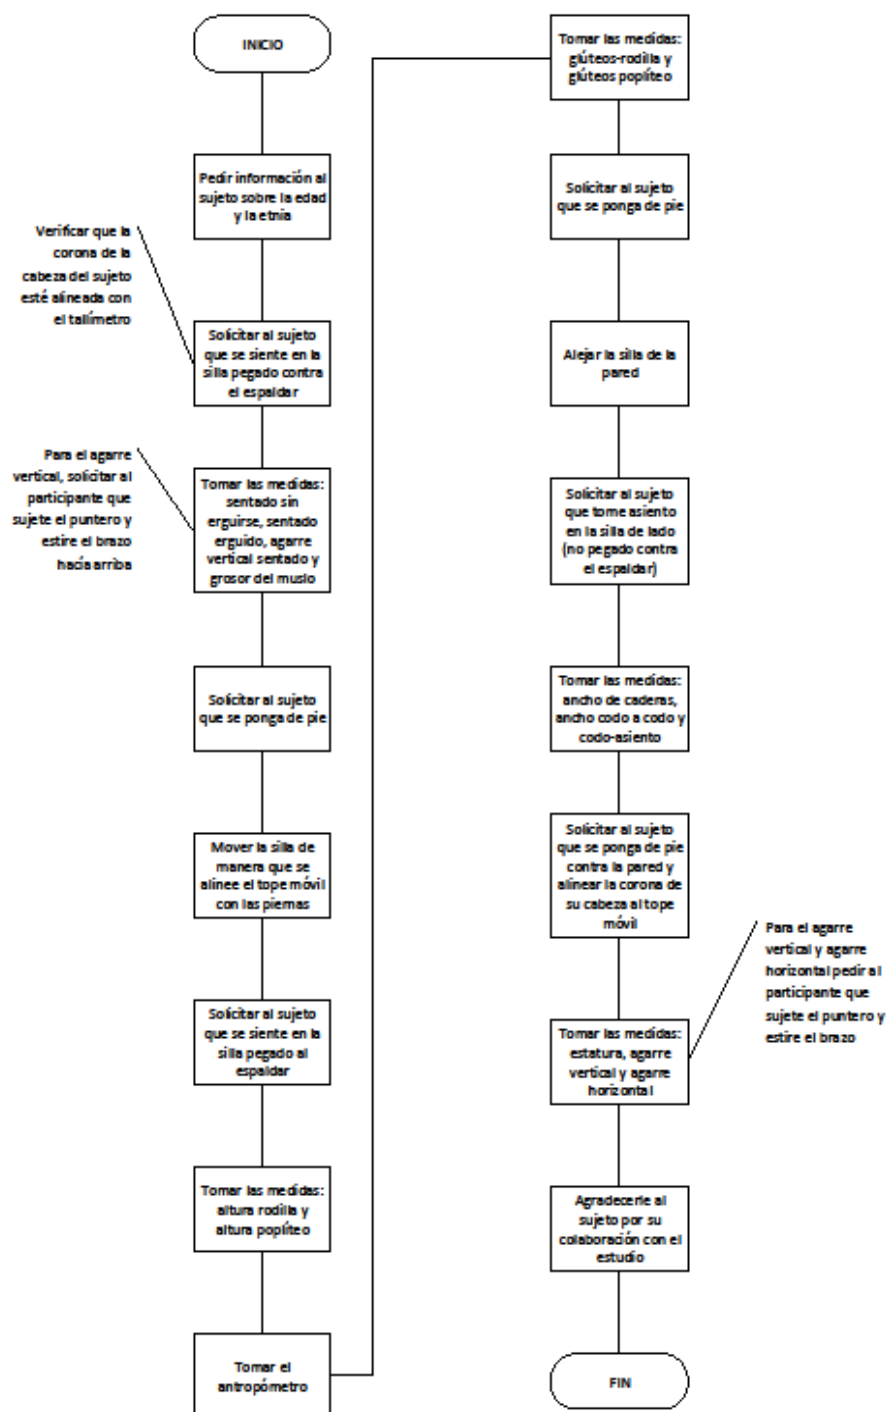 INICIO
Pedir información al
sujeto sobre la edad
y la etnia
Verificar que la
corona de la
cabeza del sujeto
esté alineada con
el tallímetro
Solicitar al sujeto
que se siente en la
silla pegado contra
el espaldar
Para el agarre
vertical, solicitar al
participante que
sujete el puntero y
estire el brazo
hacía arriba
Tomar las medidas:
sentado sin
erguirse, sentado
erguido, agarre
vertical sentado y
grosor del muslo
Solicitar al sujeto
que se ponga de pie
Mover la silla de
manera que se
alinee el tope móvil
con las piernas
Solicitar al sujeto
que se siente en la
silla pegado al
espaldar
Tomar las medidas:
altura rodilla y
altura poplíteo
Tomar el
antropómetro
Tomar las medidas:
glúteos-rodilla y
glúteos poplíteo
Solicitar al sujeto
que se ponga de pie
Alejar la silla de la
pared
Solicitar al sujeto
que tome asiento
en la silla de lado
(no pegado contra
el espaldar)
Tomar las medidas:
ancho de caderas,
ancho codo a codo y
codo-asiento
Solicitar al sujeto
que se ponga de pie
contra la pared y
alinear la corona de
su cabeza al tope
móvil
Para el agarre
vertical y agarre
horizontal pedir al
participante que
sujete el puntero y
estire el brazo
Tomar las medidas:
estatura, agarre
vertical y agarre
horizontal
Agradecerle al
sujeto por su
colaboración con el
estudio
FIN